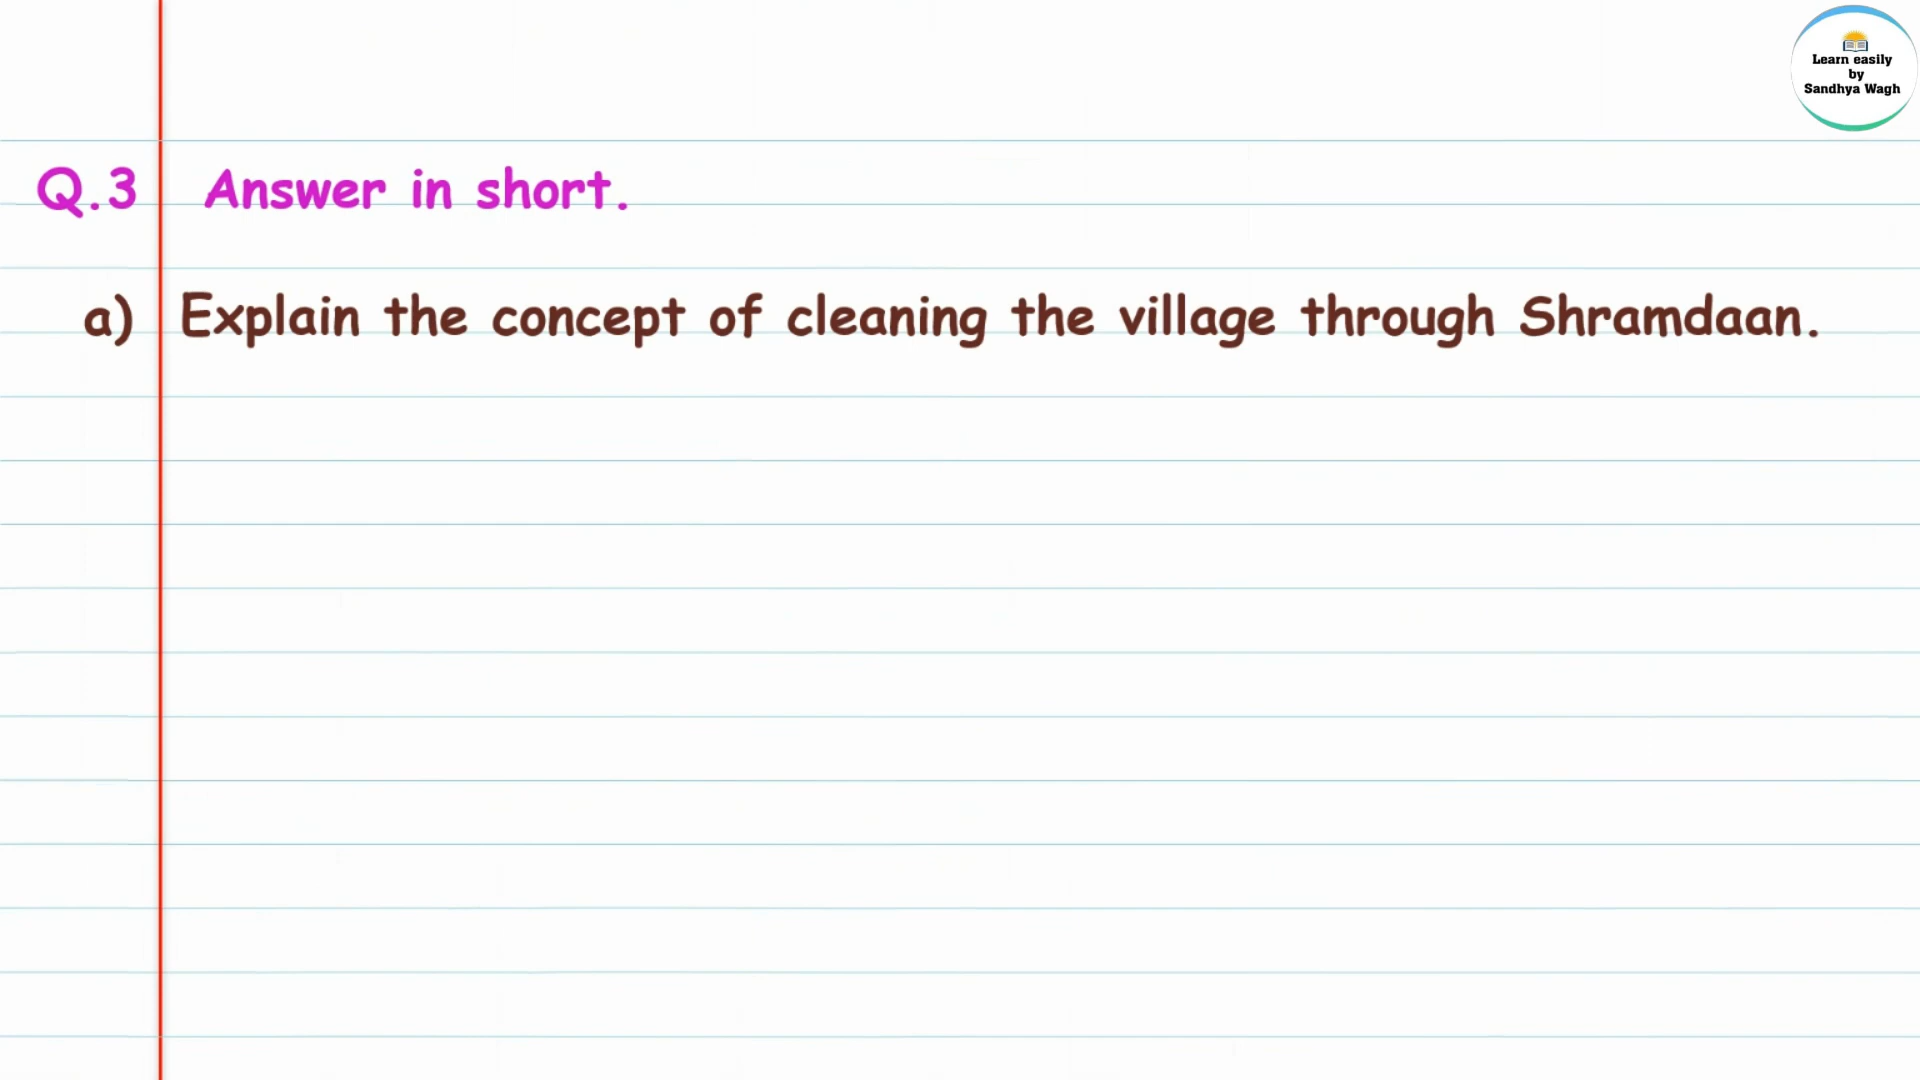 Learn easily
by
Sandhya Wagh
Q.3 Answer in short.
a) Explain the concept of cleaning the village through Shramdaan.